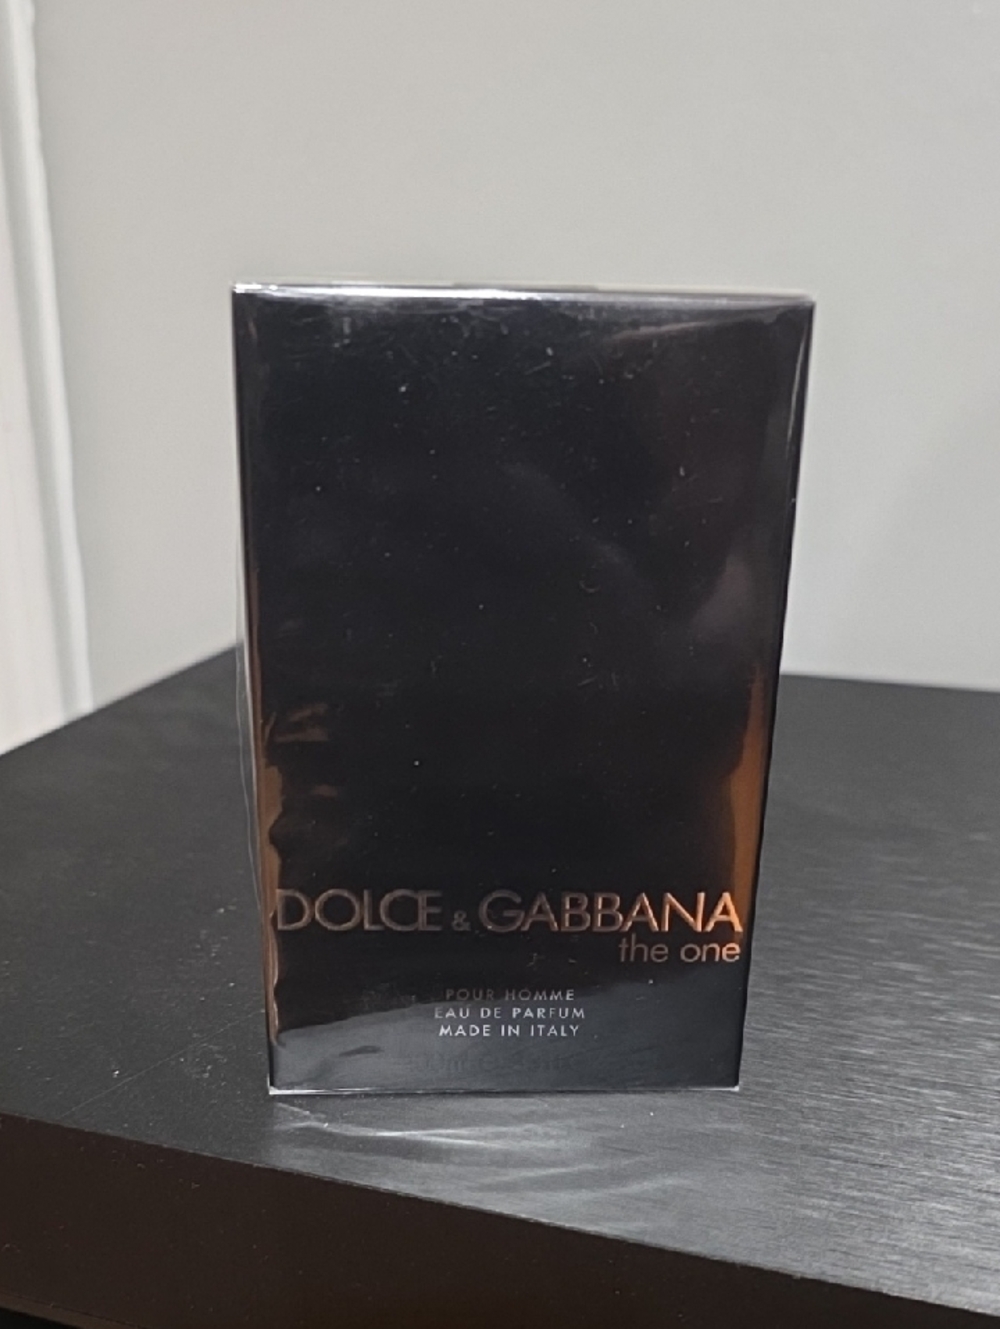 DOLCE & GABBANA
the one
POUR HOMME
EAU DE PARFUM
MADE IN ITALY